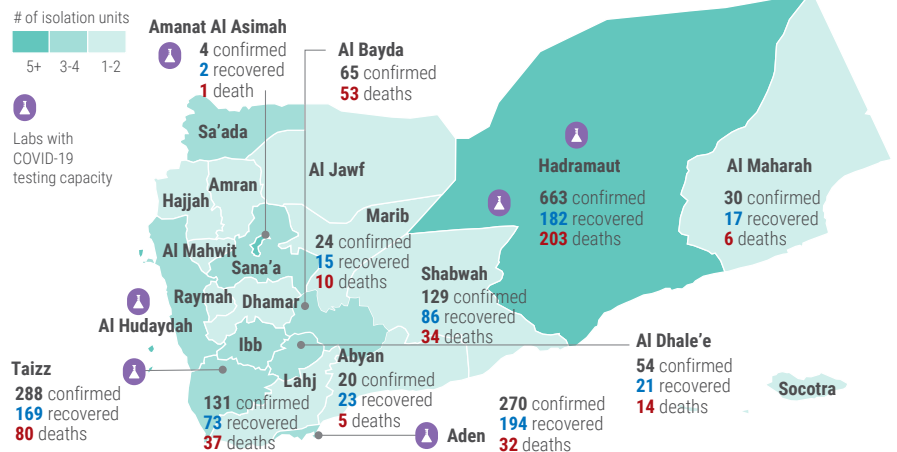 # of isolation units
5+ 3-4 1-2
Labs with
COVID-19
testing capacity
Amanat Al Asimah
4 confirmed
2 recovered
1 death
Al Bayda
65 confirmed
53 deaths
Sa'ada
Al Jawf
Amran
Hajjah
Marib
24 confirmed
15 recovered
10 deaths
Al Mahwit
Sana'a
Hadramaut
663 confirmed
182 recovered
203 deaths
Al Maharah
30 confirmed
17 recovered
6 deaths
Shabwah
129 confirmed
86 recovered
34 deaths
Raymah
Dhamar
Al Hudaydah
Ibb
Al Dhale'e
54 confirmed
21 recovered
14 deaths
Taizz
288 confirmed
169 recovered
80 deaths
Lahj
131 confirmed
73 recovered
37 deaths
Abyan
20 confirmed
23 recovered
5 deaths
Aden
270 confirmed
194 recovered
32 deaths
Socotra